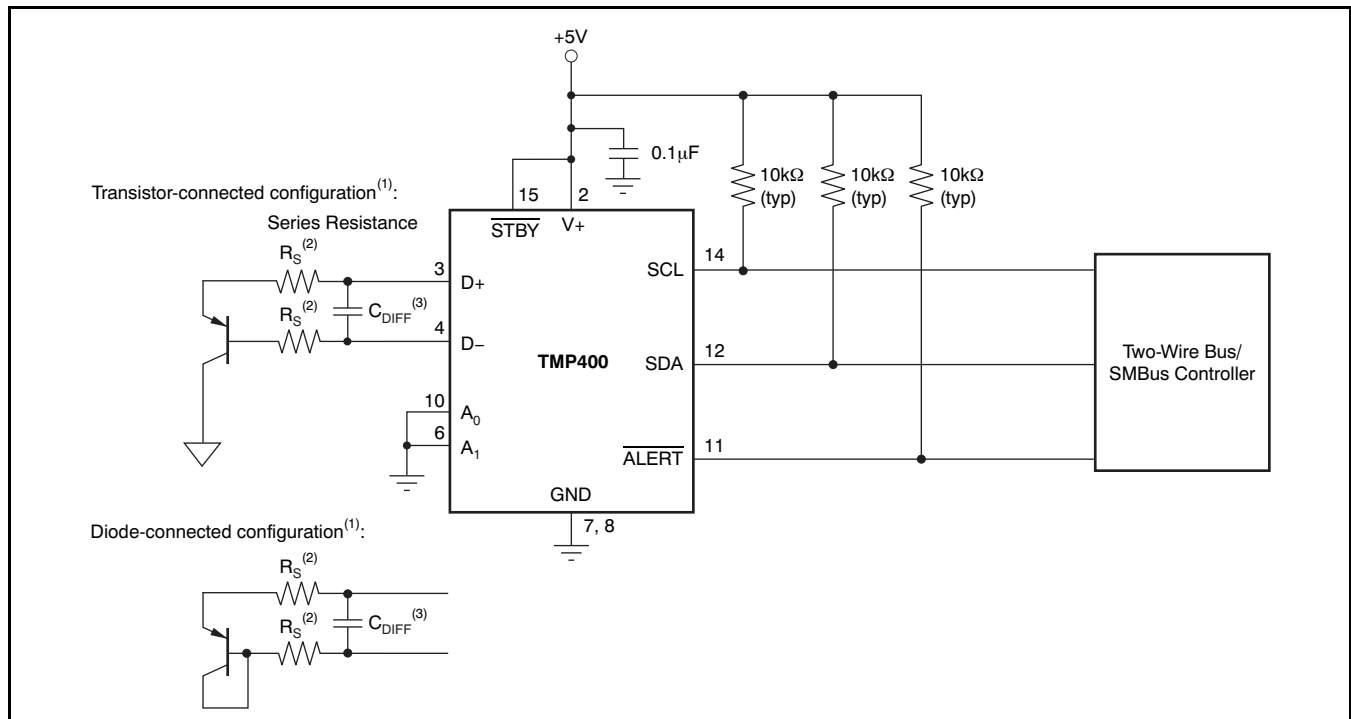 +5V
0.1μF
10kΩ
(typ)
10kΩ
(typ)
10kΩ
(typ)
Transistor-connected configuration(1):
Series Resistance
15
2
STBY
V+
RS(2)
3
D+
CDIFF(3)
RS(2)
4
D−
TMP400
10
A0
6
A1
GND
7, 8
SCL
14
SDA
12
ALERT
11
Two-Wire Bus/
SMBus Controller
Diode-connected configuration(1):
RS(2)
CDIFF(3)
RS(2)